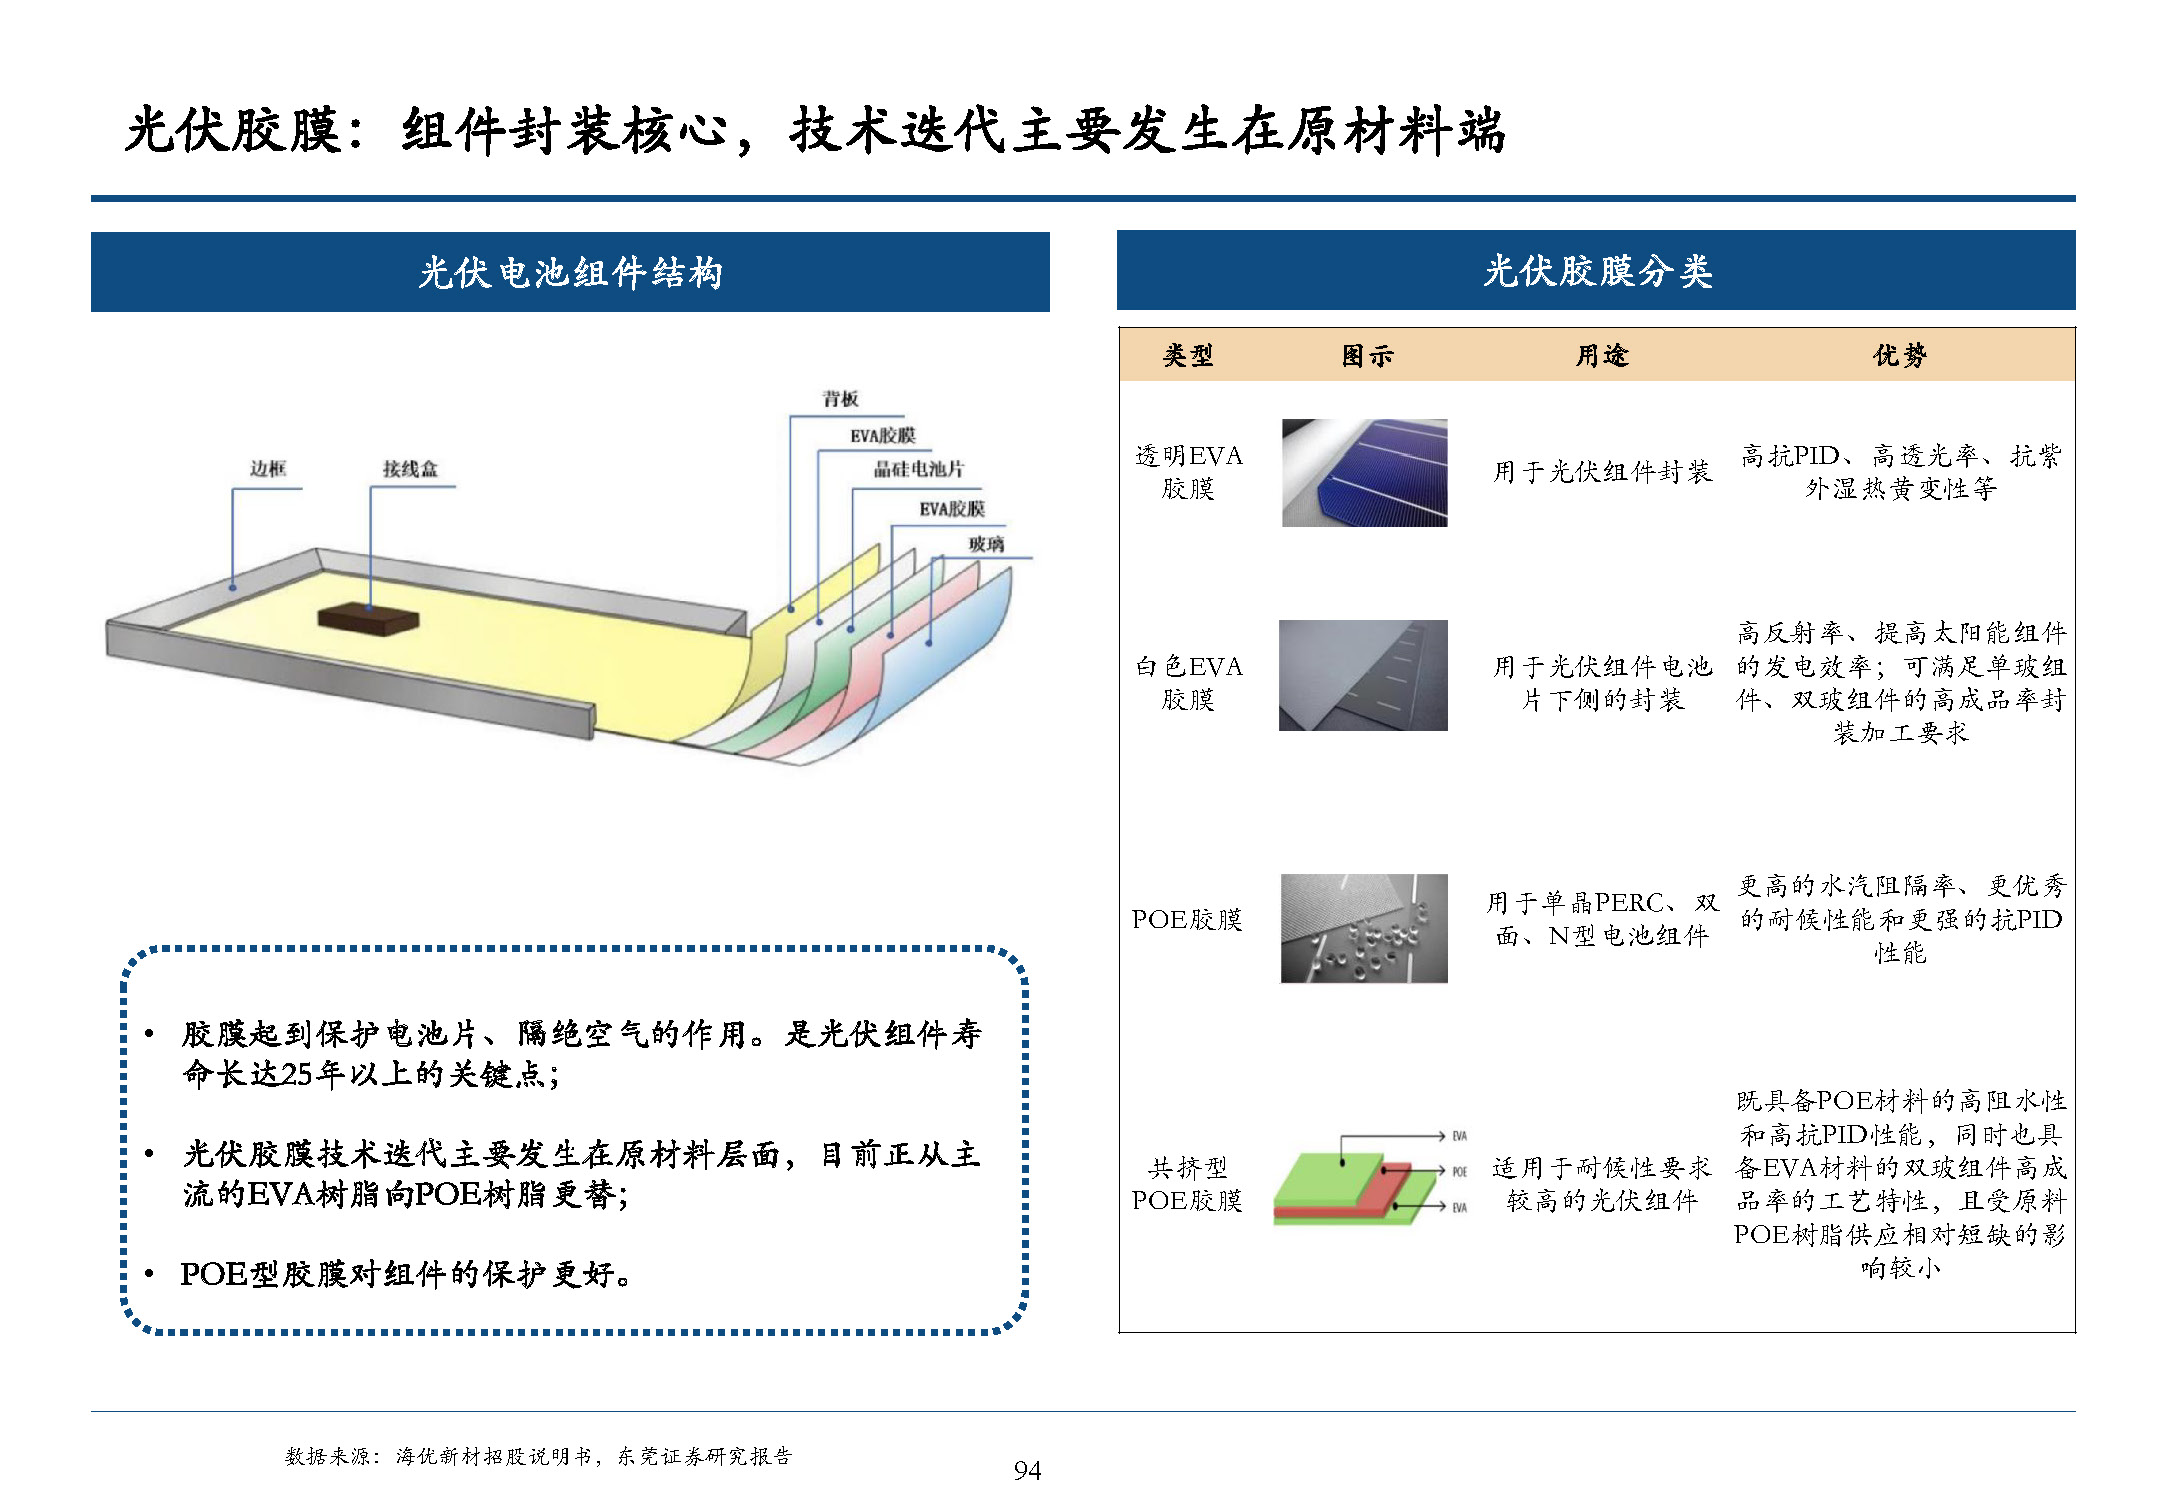 光伏胶膜：组件封装核心，技术迭代主要发生在原材料端
光伏电池组件结构
背板
EVA胶膜
晶硅电池片
EVA胶膜
玻璃
边框
接线盒
• 胶膜起到保护电池片、隔绝空气的作用。是光伏组件寿
命长达25年以上的关键点；
• 光伏胶膜技术迭代主要发生在原材料层面，目前正从主
流的EVA树脂向POE树脂更替；
• POE型胶膜对组件的保护更好。
光伏胶膜分类
类型 图示 用途 优势
透明EVA
胶膜
用于光伏组件封装
高抗PID、高透光率、抗紫
外湿热黄变性等
白色EVA
胶膜
用于光伏组件电池
片下侧的封装
高反射率、提高太阳能组件
的发电效率；可满足单玻组
件、双玻组件的高成品率封
装加工要求
POE胶膜
用于单晶PERC、双
面、N型电池组件
更高的水汽阻隔率、更优秀
的耐候性能和更强的抗PID
性能
共挤型
POE胶膜
EVA
POE
EVA
适用于耐候性要求
较高的光伏组件
既具备POE材料的高阻水性
和高抗PID性能，同时也具
备EVA材料的双玻组件高成
品率的工艺特性，且受原料
POE树脂供应相对短缺的影
响较小
数据来源：海优新材招股说明书，东莞证券研究报告
94